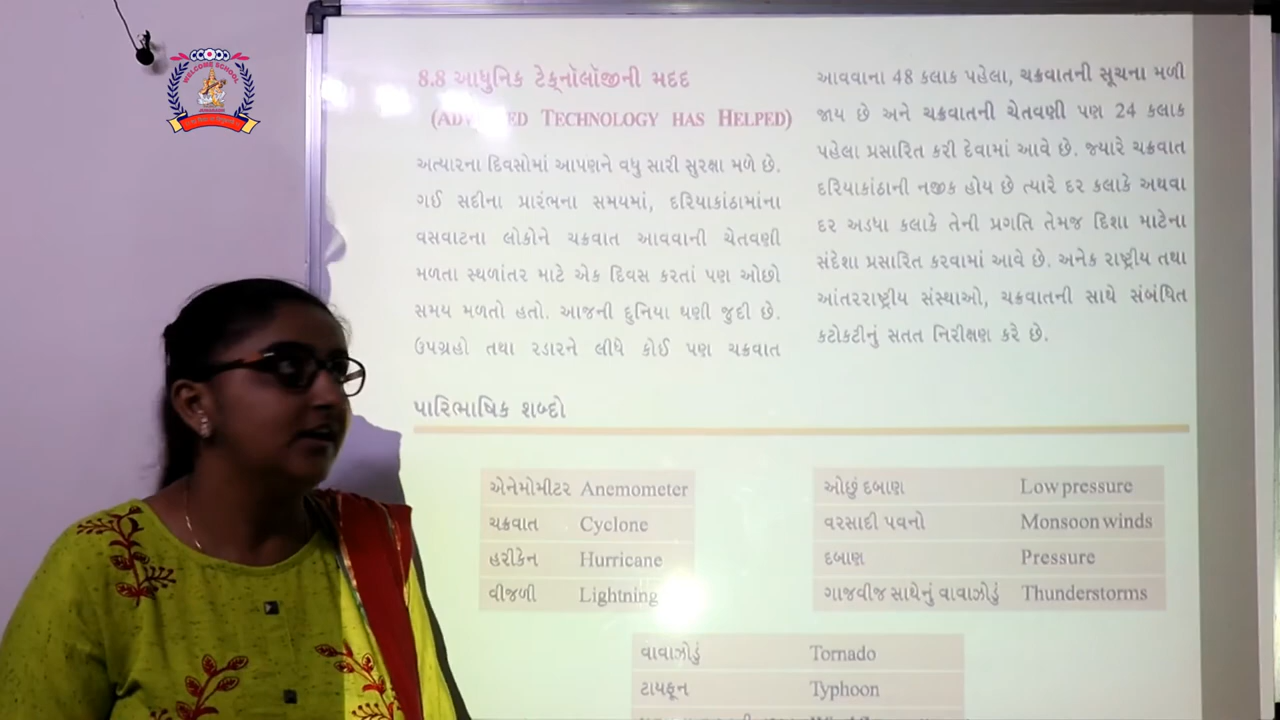 WELCOME SCHOOL
8.8 આધુનિક ટેક્નૉલૉજીની મદદ
TECHNOLOGY HAS HELPED)
અત્યારના દિવસોમાં આપણને વધુ સારી સુરક્ષા મળે છે.
ગઈ સદીના પ્રારંભના સમયમાં, દરિયાકાંઠામાંના
વસવાટના લોકોને ચક્રવાત આવવાની ચેતવણી
મળતા સ્થળાંતર માટે એક દિવસ કરતાં પણ ઓછો
સમય મળતો હતો. આજની દુનિયા ઘણી જુદી છે.
ઉપગ્રહો તથા રડારને લીધે કોઈ પણ ચક્રવાત
આવવાના 48 કલાક પહેલા, ચક્રવાતની સૂચના મળી
જાય છે અને ચક્રવાતની ચેતવણી પણ 24 કલાક
પહેલા પ્રસારિત કરી દેવામાં આવે છે. જ્યારે ચક્રવાત
દરિયાકાંઠાની નજીક હોય છે ત્યારે દર કલાકે અથવા
દર અડધા કલાકે તેની પ્રગતિ તેમજ દિશા માટેના
સંદેશા પ્રસારિત કરવામાં આવે છે. અનેક રાષ્ટ્રીય તથા
આંતરરાષ્ટ્રીય સંસ્થાઓ, ચક્રવાતની સાથે સંબંધિત
કટોકટીનું સતત નિરીક્ષણ કરે છે.
પારિભાષિક શબ્દો
એનેમોમીટર Anemometer
ચક્રવાત Cyclone
હરીકેન Hurricane
વીજળી Lightning
ઓછું દબાણ Low pressure
વરસાદી પવનો Monsoon winds
દબાણ Pressure
ગાજવીજ સાથેનું વાવાઝોડું Thunderstorms
વાવાઝોડું Tornado
ટાયફૂન Typhoon